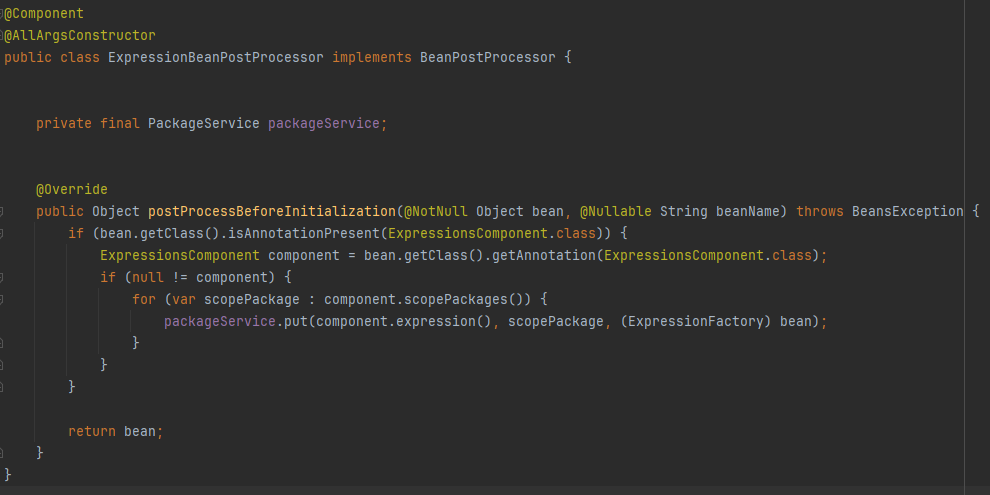 @Component
@AllArgsConstructor
public class ExpressionBeanPostProcessor implements BeanPostProcessor {
private final PackageService packageService;
@Override
public Object postProcessBeforeInitialization(@NotNull Object bean, @Nullable String beanName) throws BeansException {
if (bean.getClass().isAnnotationPresent(ExpressionsComponent.class)) {
ExpressionsComponent component = bean.getClass().getAnnotation(ExpressionsComponent.class);
if (null != component) {
for (var scopePackage : component.scopePackages()) {
packageService.put(component.expression(), scopePackage, (ExpressionFactory) bean);
}
}
}
return bean;
}
}